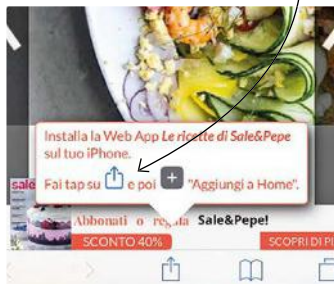 Installa la Web App Le ricette di Sale&Pepe
sul tuo iPhone.
Fai tap su e poi "Aggiungi a Home".
sale
Abbonati o regala Sale&Pepe!
SCONTO 40%
SCOPRI DI PI